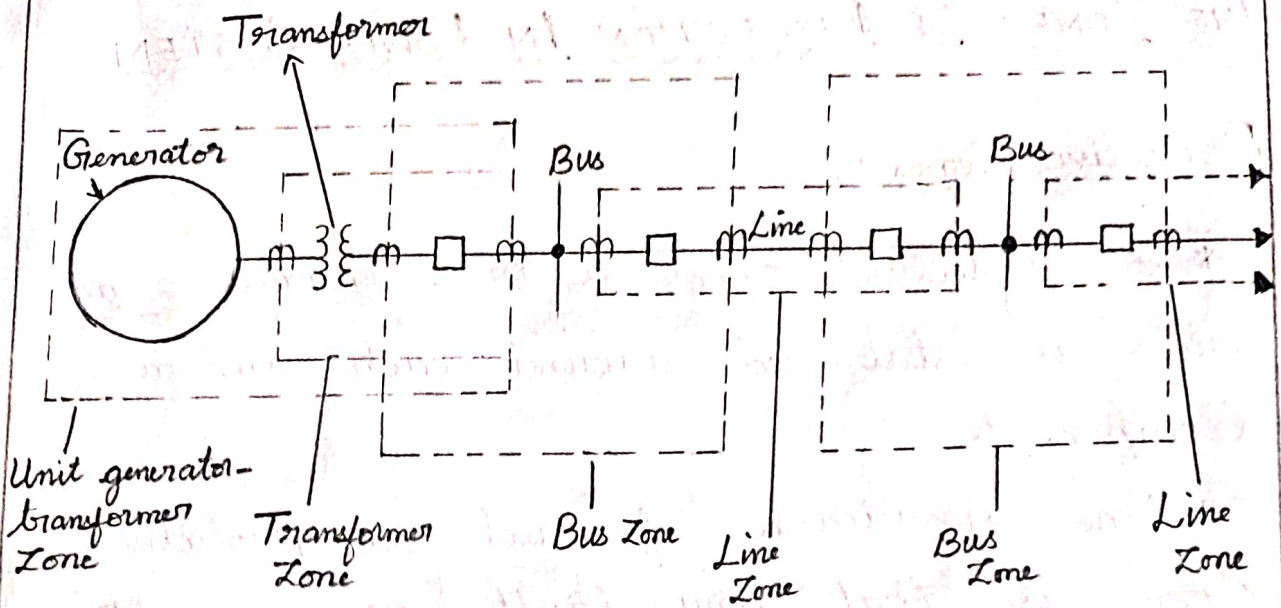 Transformer
Generator
Bus
Bus
Line
Unit generator-
transformer
Zone
Transformer
Zone
Bus Zone
Line
Zone
Bus
Zone
Line
Zone